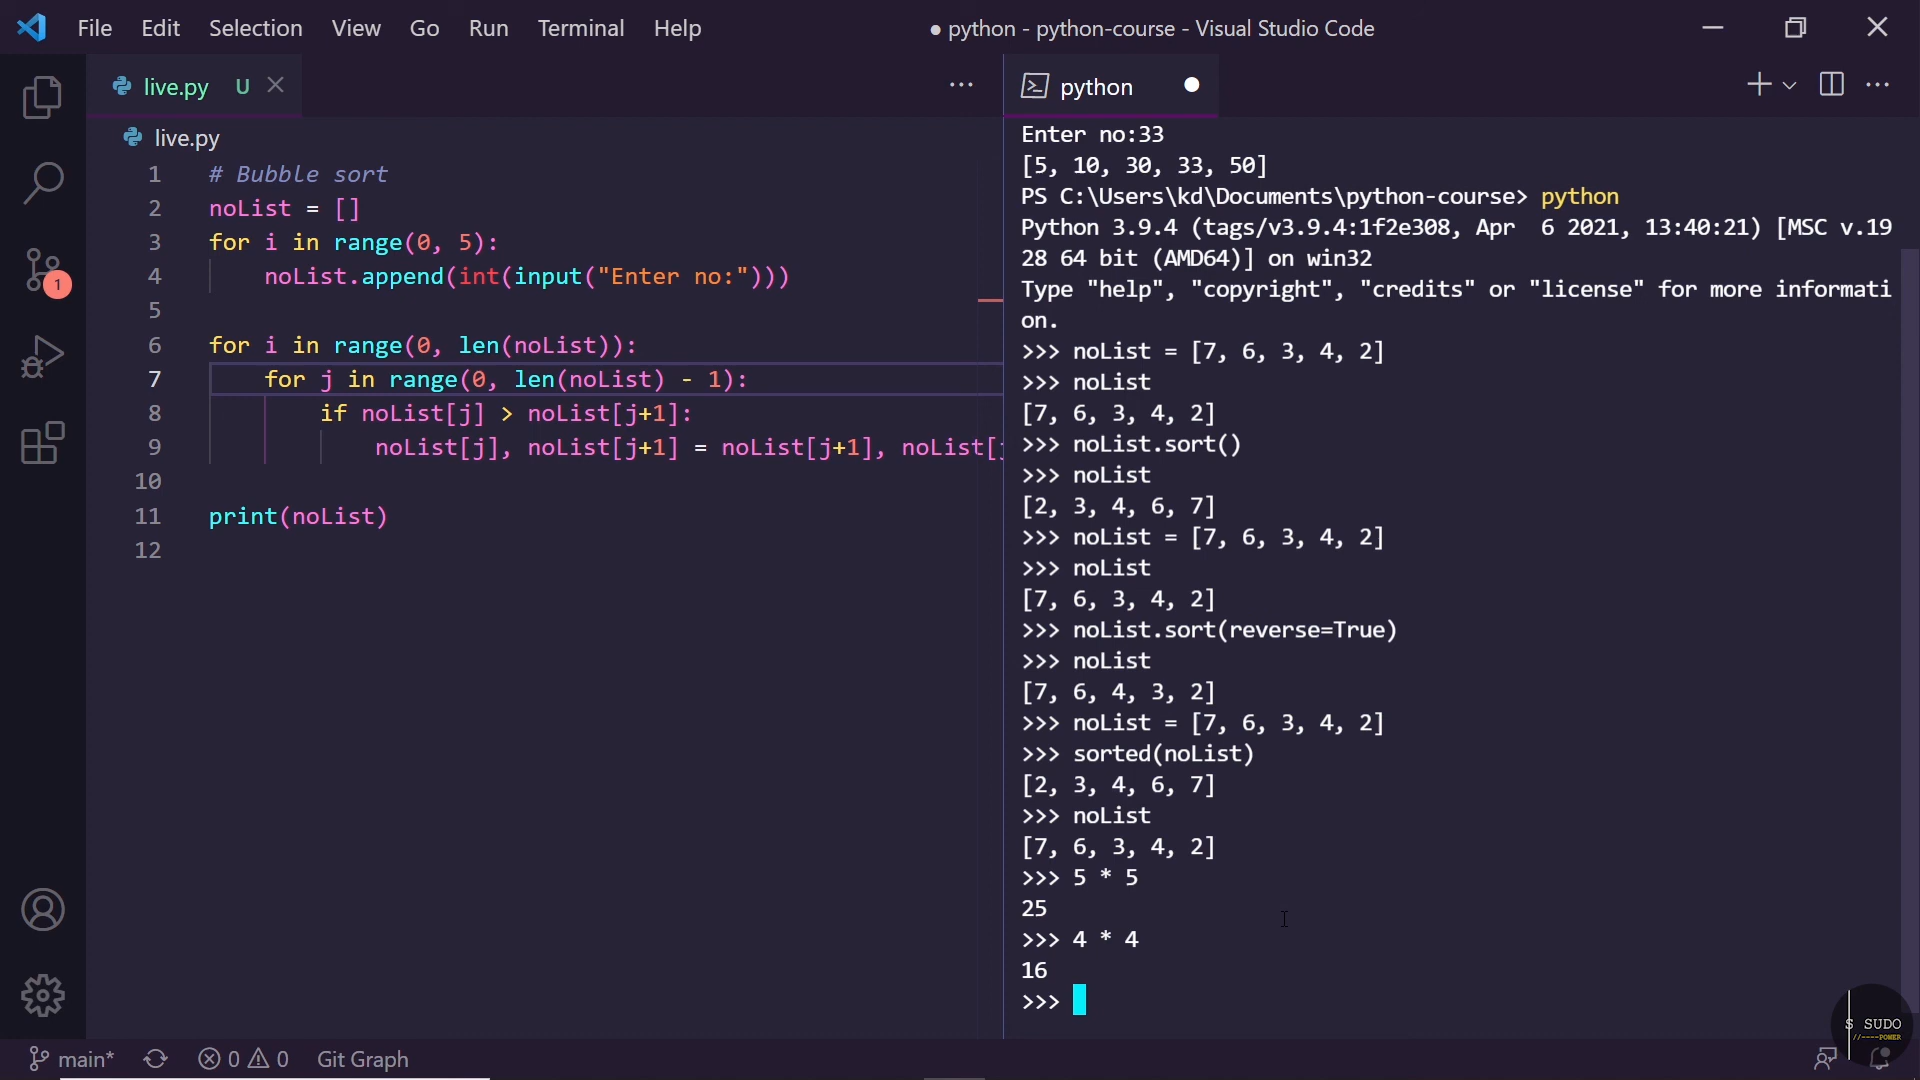 File Edit Selection View Go Run Terminal Help
● python - python-course - Visual Studio Code
live.py U
live.py
1 # Bubble sort
2 noList = []
3 for i in range(0, 5):
4 noList.append(int(input("Enter no:")))
5
6 for i in range(0, len(noList)):
7 for j in range(0, len(noList) - 1):
8 if noList[j] > noList[j+1]:
9 noList[j], noList[j+1] = noList[j+1], noList[j
10
11 print(noList)
12
python
Enter no:33
[5, 10, 30, 33, 50]
PS C:\Users\kd\Documents\python-course> python
Python 3.9.4 (tags/v3.9.4:1f2e308, Apr  6 2021, 13:40:21) [MSC v.19
28 64 bit (AMD64)] on win32
Type "help", "copyright", "credits" or "license" for more informati
on.
>>> noList = [7, 6, 3, 4, 2]
>>> noList
[7, 6, 3, 4, 2]
>>> noList.sort()
>>> noList
[2, 3, 4, 6, 7]
>>> noList = [7, 6, 3, 4, 2]
>>> noList
[7, 6, 3, 4, 2]
>>> noList.sort(reverse=True)
>>> noList
[7, 6, 4, 3, 2]
>>> noList = [7, 6, 3, 4, 2]
>>> sorted(noList)
[2, 3, 4, 6, 7]
>>> noList
[7, 6, 3, 4, 2]
>>> 5 * 5
25
>>> 4 * 4
16
>>>
1
main* 0 0 Git Graph
$ SUDO
//----POWER